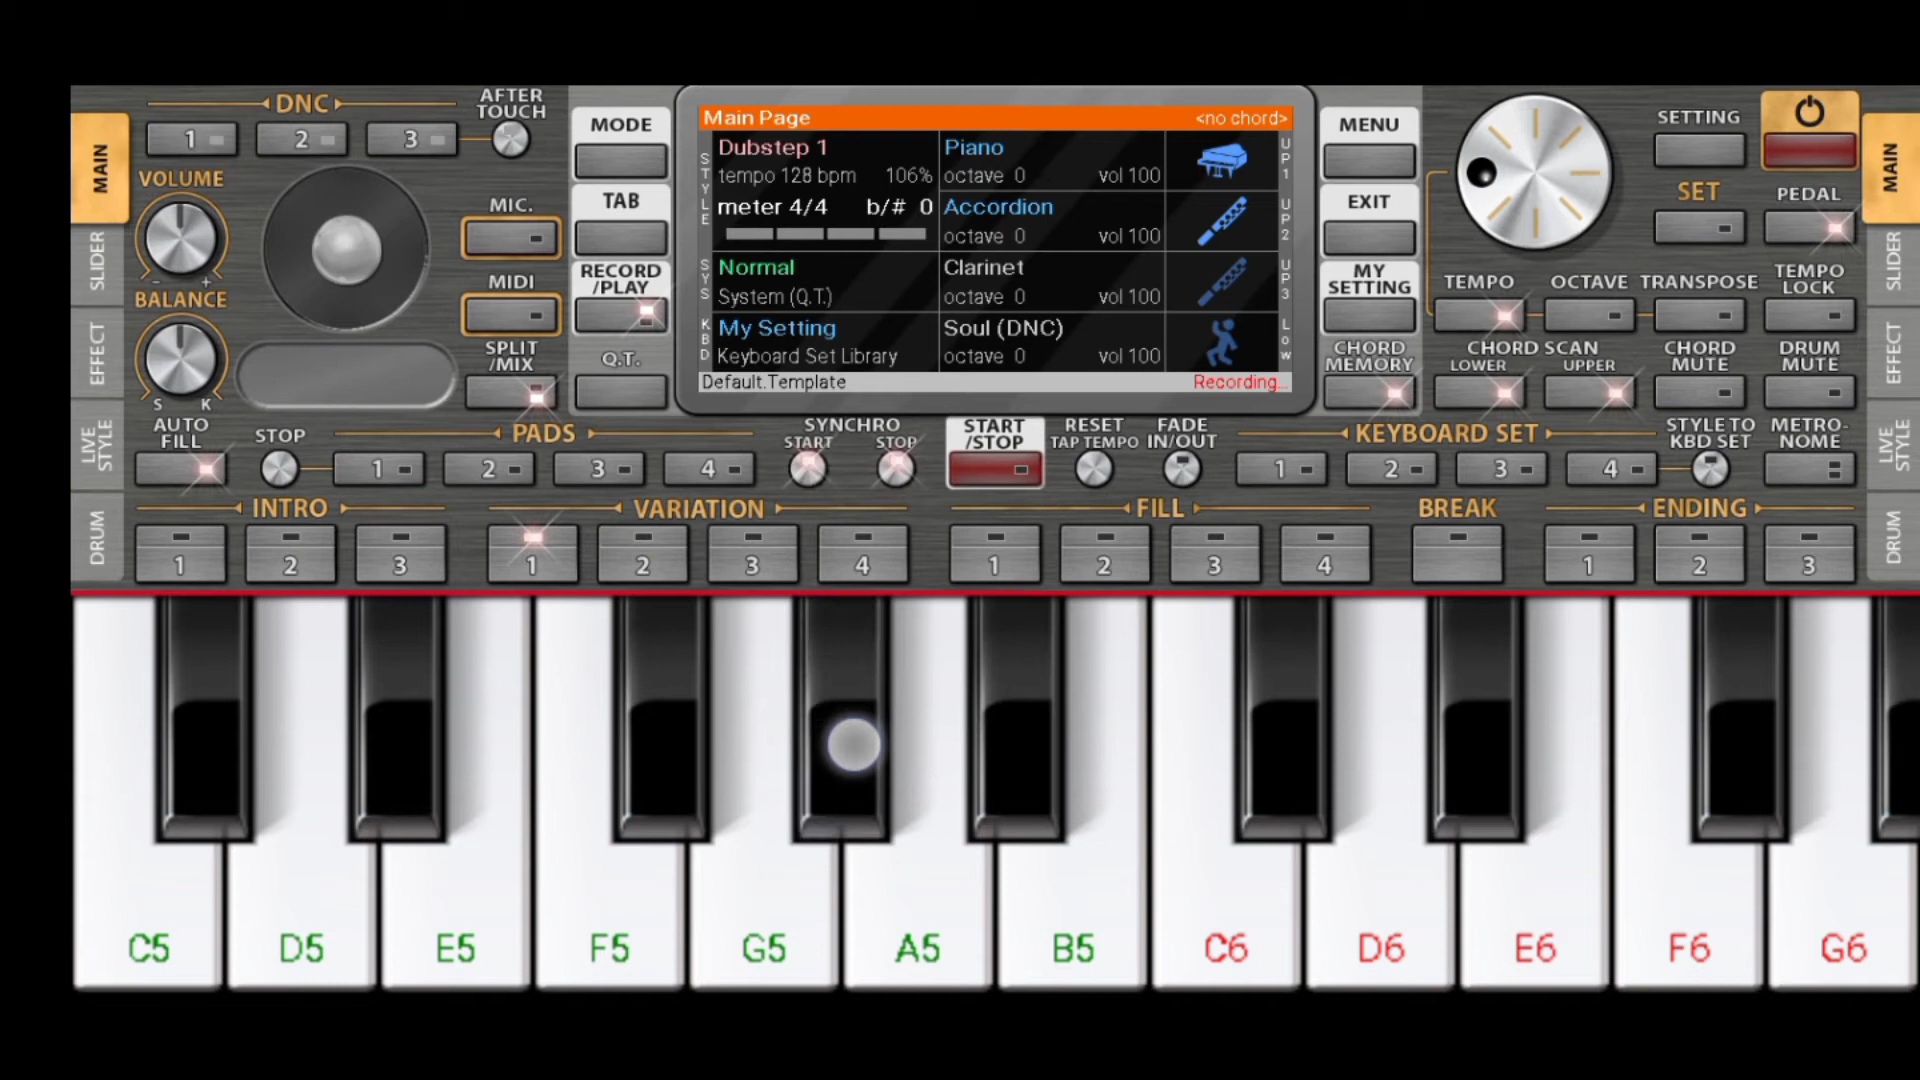 DNC
AFTER TOUCH
1 2 3
VOLUME
- +
BALANCE
S K
MIC.
MIDI
SPLIT /MIX
MODE
TAB
RECORD /PLAY
Q.T.
MAIN
SLIDER
EFFECT
LIVE STYLE
DRUM
Main Page <no chord>
STYLE
Dubstep 1
tempo 128 bpm 106%
meter 4/4 b/# 0
SYS
Normal
System (Q.T.)
KBD
My Setting
Keyboard Set Library
Piano
octave 0 vol 100
UP1
Accordion
octave 0 vol 100
UP2
Clarinet
octave 0 vol 100
UP3
Soul (DNC)
octave 0 vol 100
Low
Default.Template Recording...
MENU
EXIT
MY SETTING
CHORD MEMORY
SETTING
SET
PEDAL
TEMPO OCTAVE TRANSPOSE TEMPO LOCK
CHORD SCAN
LOWER UPPER
CHORD MUTE
DRUM MUTE
MAIN
SLIDER
EFFECT
LIVE STYLE
DRUM
AUTO FILL
STOP
PADS
1 2 3 4
SYNCHRO
START STOP
START /STOP
RESET
TAP TEMPO
FADE IN/OUT
KEYBOARD SET
1 2 3 4
STYLE TO KBD SET
METRO-NOME
INTRO
1 2 3
VARIATION
1 2 3 4
FILL
1 2 3 4
BREAK
ENDING
1 2 3
C5 D5 E5 F5 G5 A5 B5 C6 D6 E6 F6 G6